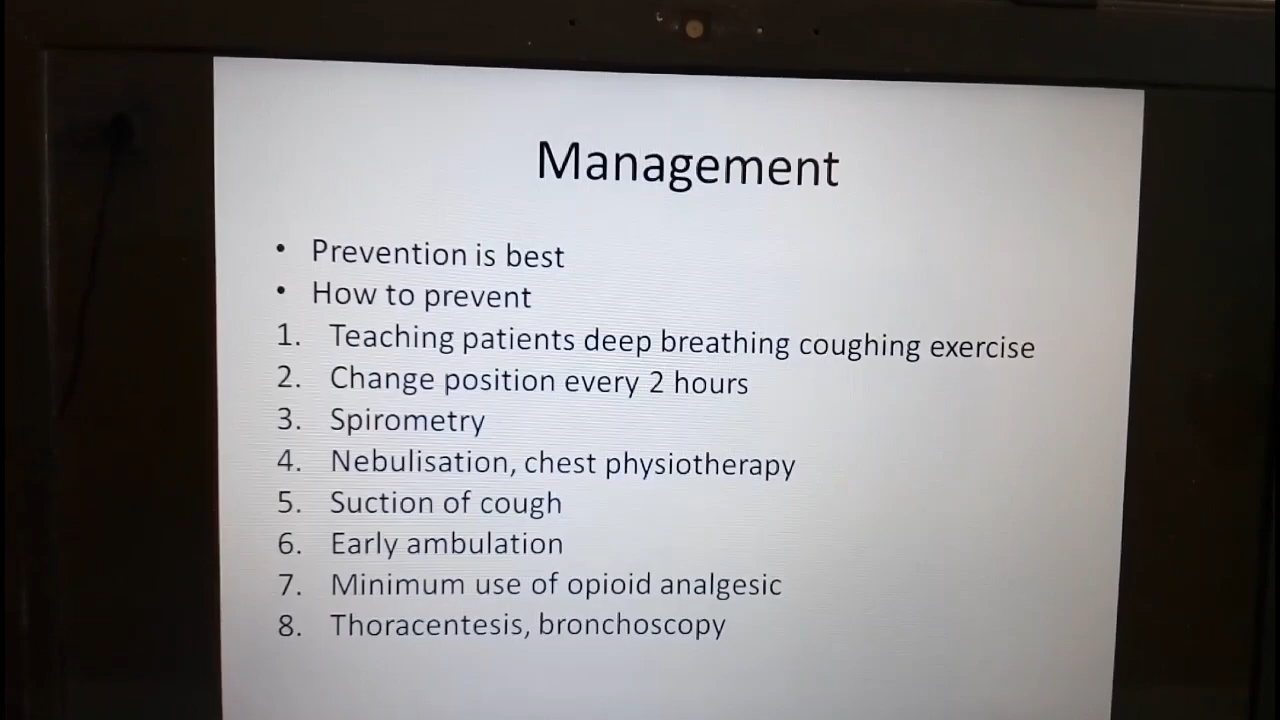 Management
• Prevention is best
• How to prevent
1. Teaching patients deep breathing coughing exercise
2. Change position every 2 hours
3. Spirometry
4. Nebulisation, chest physiotherapy
5. Suction of cough
6. Early ambulation
7. Minimum use of opioid analgesic
8. Thoracentesis, bronchoscopy